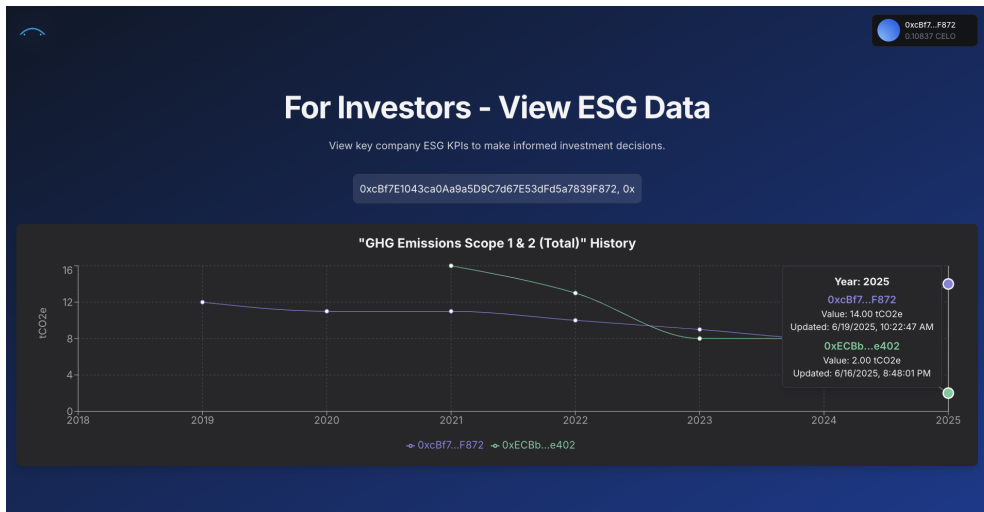 0xcBf7...F872
0.10837 CELO
For Investors - View ESG Data
View key company ESG KPIs to make informed investment decisions.
0xcBf7E1043ca0Aa9a5D9C7d67E53dFd5a7839F872, 0x
"GHG Emissions Scope 1 & 2 (Total)" History
tCO2e
16
12
8
4
0
Year: 2025
0xcBf7...F872
Value: 14.00 tCO2e
Updated: 6/19/2025, 10:22:47 AM
0xECBb...e402
Value: 2.00 tCO2e
Updated: 6/16/2025, 8:48:01 PM
2018 2019 2020 2021 2022 2023 2024 2025
0xcBf7...F872 0xECBb...e402